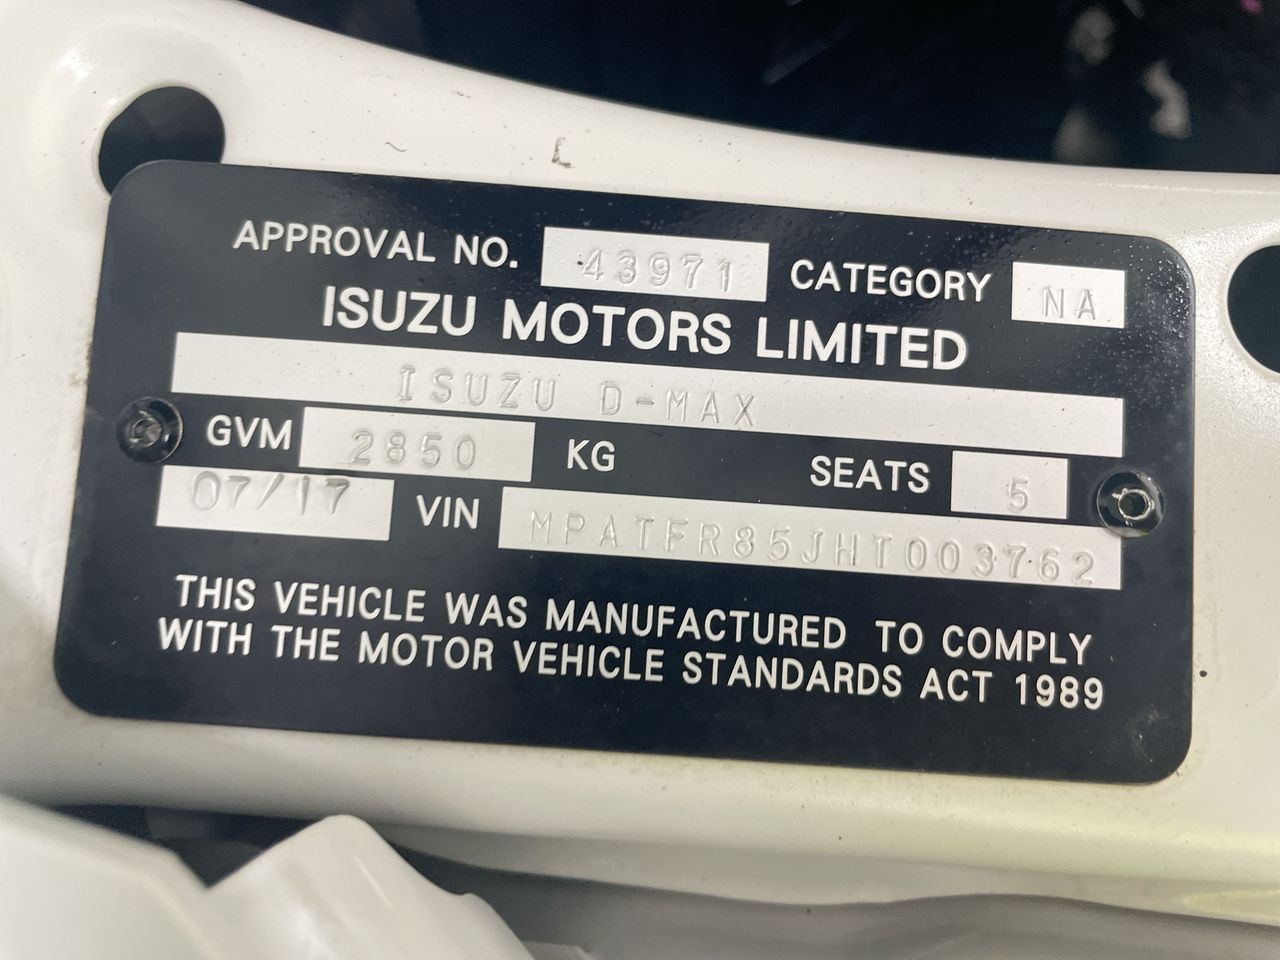 APPROVAL NO. 43971 CATEGORY NA
ISUZU MOTORS LIMITED
ISUZU D-MAX
GVM 2850 KG SEATS 5
07/17 VIN MPATFR85JHT003762
THIS VEHICLE WAS MANUFACTURED TO COMPLY
WITH THE MOTOR VEHICLE STANDARDS ACT 1989